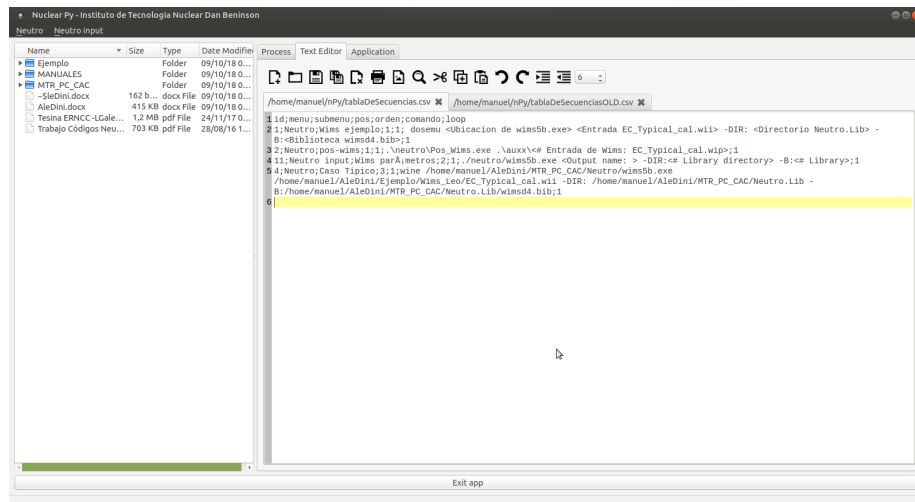 Nuclear Py - Instituto de Tecnologia Nuclear Dan Beninson
Neutro Neutro input
Name Size Type Date Modified
Ejemplo Folder 09/10/18 0...
MANUALES Folder 09/10/18 0...
MTR_PC_CAC Folder 09/10/18 0...
~$leDini.docx 162 b... docx File 09/10/18 0...
AleDini.docx 415 KB docx File 09/10/18 0...
Tesina ERNCC -LGale... 1,2 MB pdf File 24/11/17 0...
Trabajo Códigos Neu... 703 KB pdf File 28/08/16 1...
Process Text Editor Application
6
/home/manuel/nPy/tablaDeSecuencias.csv /home/manuel/nPy/tablaDeSecuenciasOLD.csv
1 id;menu;submenu;pos;orden;comando;loop
2 1;Neutro;Wims ejemplo;1;1; dosemu <Ubicacion de wims5b.exe> <Entrada EC_Typical_cal.wii> -DIR: <Directorio Neutro.Lib> -
B:<Biblioteca wimsd4.bib>;1
3 2;Neutro;pos-wims;1;1;.\neutro\Pos_Wims.exe .\auxx\<# Entrada de Wims: EC_Typical_cal.wip>;1
4 11;Neutro input;Wims parÃ¡metros;2;1;./neutro/wims5b.exe <Output name: > -DIR:<# Library directory> -B:<# Library>;1
5 4;Neutro;Caso Tipico;3;1;wine /home/manuel/AleDini/MTR_PC_CAC/Neutro/wims5b.exe
/home/manuel/AleDini/Ejemplo/Wims_Leo/EC_Typical_cal.wii -DIR: /home/manuel/AleDini/MTR_PC_CAC/Neutro.Lib -
B:/home/manuel/AleDini/MTR_PC_CAC/Neutro.Lib/wimsd4.bib;1
6
Exit app